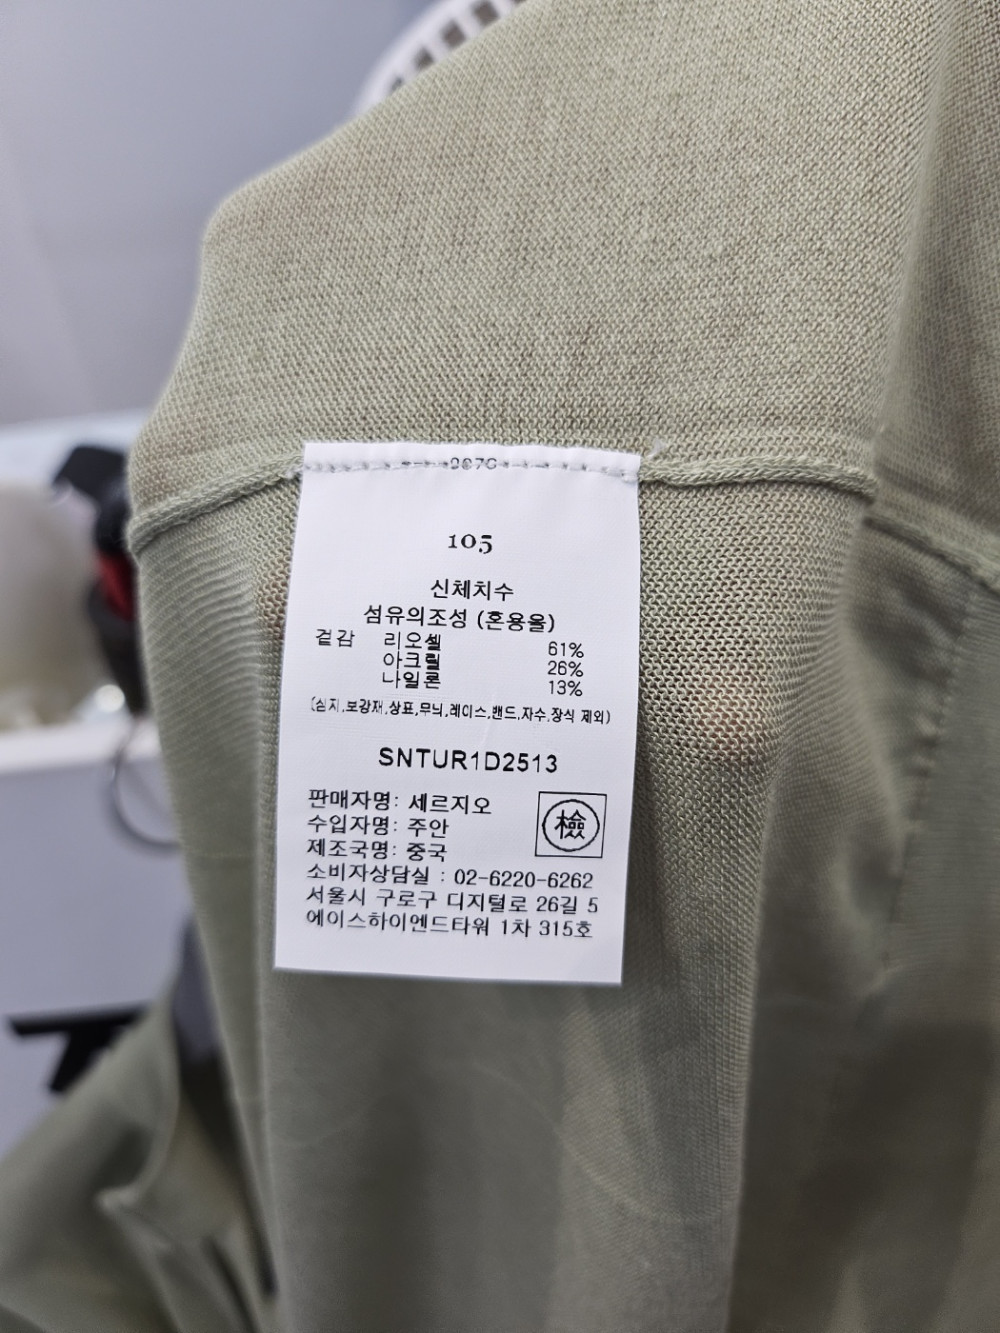 105
신체치수
섬유의조성 (혼용율)
겉감 리오셀 61%
아크릴 26%
나일론 13%
(심지,보강재,상표,무늬,레이스,밴드,자수,장식 제외)
SNTUR1D2513
판매자명: 세르지오
수입자명: 주안
檢
제조국명: 중국
소비자상담실 : 02-6220-6262
서울시 구로구 디지털로 26길 5
에이스하이엔드타워 1차 315호